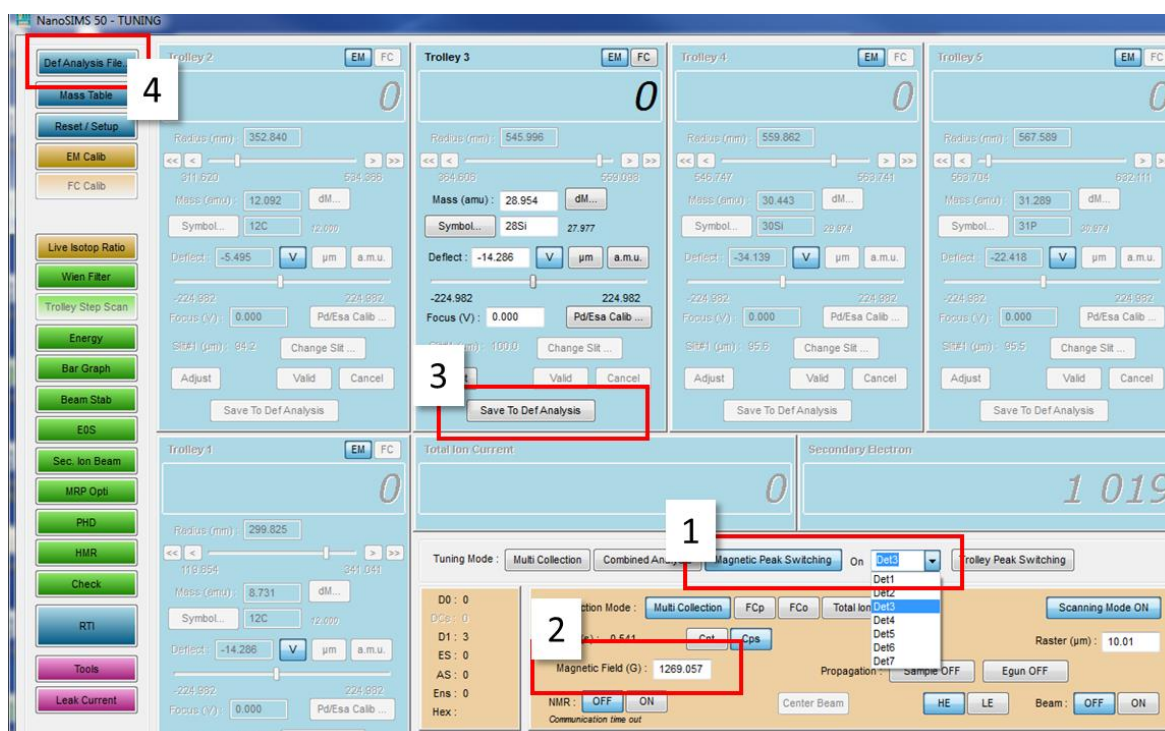 NanoSIMS 50 - TUNING
Def Analysis File...
Mass Table
Reset / Setup
EM Calib
FC Calib
Live Isotop Ratio
Wien Filter
Trolley Step Scan
Energy
Bar Graph
Beam Stab
E0S
Sec. Ion Beam
MRP Opti
PHD
HMR
Check
RTI
Tools
Leak Current
4
Trolley 2 EM FC
0
Radius (mm) : 352.840
<< < > >>
311.620 534.386
Mass (amu) : 12.092 dM...
Symbol... 12C 12.000
Deflect : -5.495 V µm a.m.u.
-224.982 224.982
Focus (V) : 0.000 Pd/Esa Calib ...
Slit#1 (µm) : 94.2 Change Slit ...
Adjust Valid Cancel
Save To Def Analysis
Trolley 3 EM FC
0
Radius (mm) : 545.996
<< < > >>
364.608 559.098
Mass (amu) : 28.954 dM...
Symbol... 28Si 27.977
Deflect : -14.286 V µm a.m.u.
-224.982 224.982
Focus (V) : 0.000 Pd/Esa Calib ...
100.0 Change Slit ...
3
Valid Cancel
Save To Def Analysis
Trolley 4 EM FC
0
Radius (mm) : 559.862
<< < > >>
546.747 563.741
Mass (amu) : 30.443 dM...
Symbol... 30Si 29.974
Deflect : -34.139 V µm a.m.u.
-224.982 224.982
Focus (V) : 0.000 Pd/Esa Calib ...
Slit#1 (µm) : 95.6 Change Slit ...
Adjust Valid Cancel
Save To Def Analysis
Trolley 5 EM FC
0
Radius (mm) : 567.589
<< < >
563.704 632.111
Mass (amu) : 31.289 dM...
Symbol... 31P 30.974
Deflect : -22.418 V µm a.m.u.
-224.982 224.982
Focus (V) : 0.000 Pd/Esa Calib ...
Slit#1 (µm) : 95.5 Change Slit ...
Adjust Valid Cancel
Save To Def Analysis
Trolley 1 EM FC
0
Radius (mm) : 299.825
<< < > >>
119.854 341.041
Mass (amu) : 8.731 dM...
Symbol... 12C 12.000
Deflect : -14.286 V µm a.m.u.
-224.982 224.982
Focus (V) : 0.000 Pd/Esa Calib ...
Total Ion Current
0
Secondary Electron
1 019
1
Tuning Mode : Multi Collection Combined Magnetic Peak Switching On Det3 Trolley Peak Switching
Det1
Det2
Det3
Det4
Det5
Det6
Det7
D0 : 0
DCs : 0
D1 : 3
ES : 0
AS : 0
Ens : 0
Hex :
2
Mode : Multi Collection FCp FCo Total Ion Scanning Mode ON
0.541 Cnt Cps Raster (µm) : 10.01
Magnetic Field (G) : 1269.057 Propagation : Sample OFF Egun OFF
NMR : OFF ON Center Beam HE LE Beam : OFF ON
Communication time out